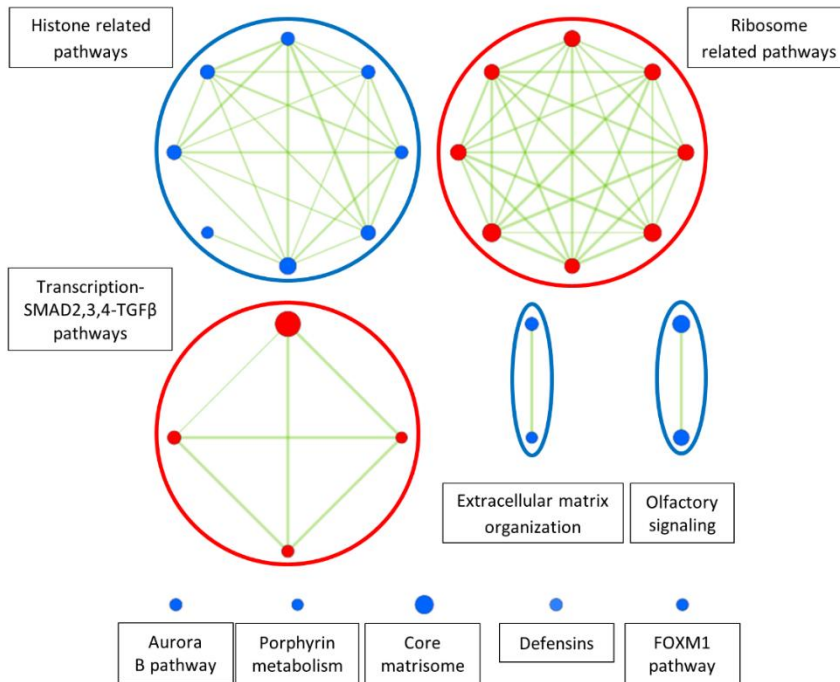 Histone related
pathways
Ribosome
related pathways
Transcription-
SMAD2,3,4-TGFβ
pathways
Extracellular matrix
organization
Olfactory
signaling
Aurora
B pathway
Porphyrin
metabolism
Core
matrisome
Defensins
FOXM1
pathway